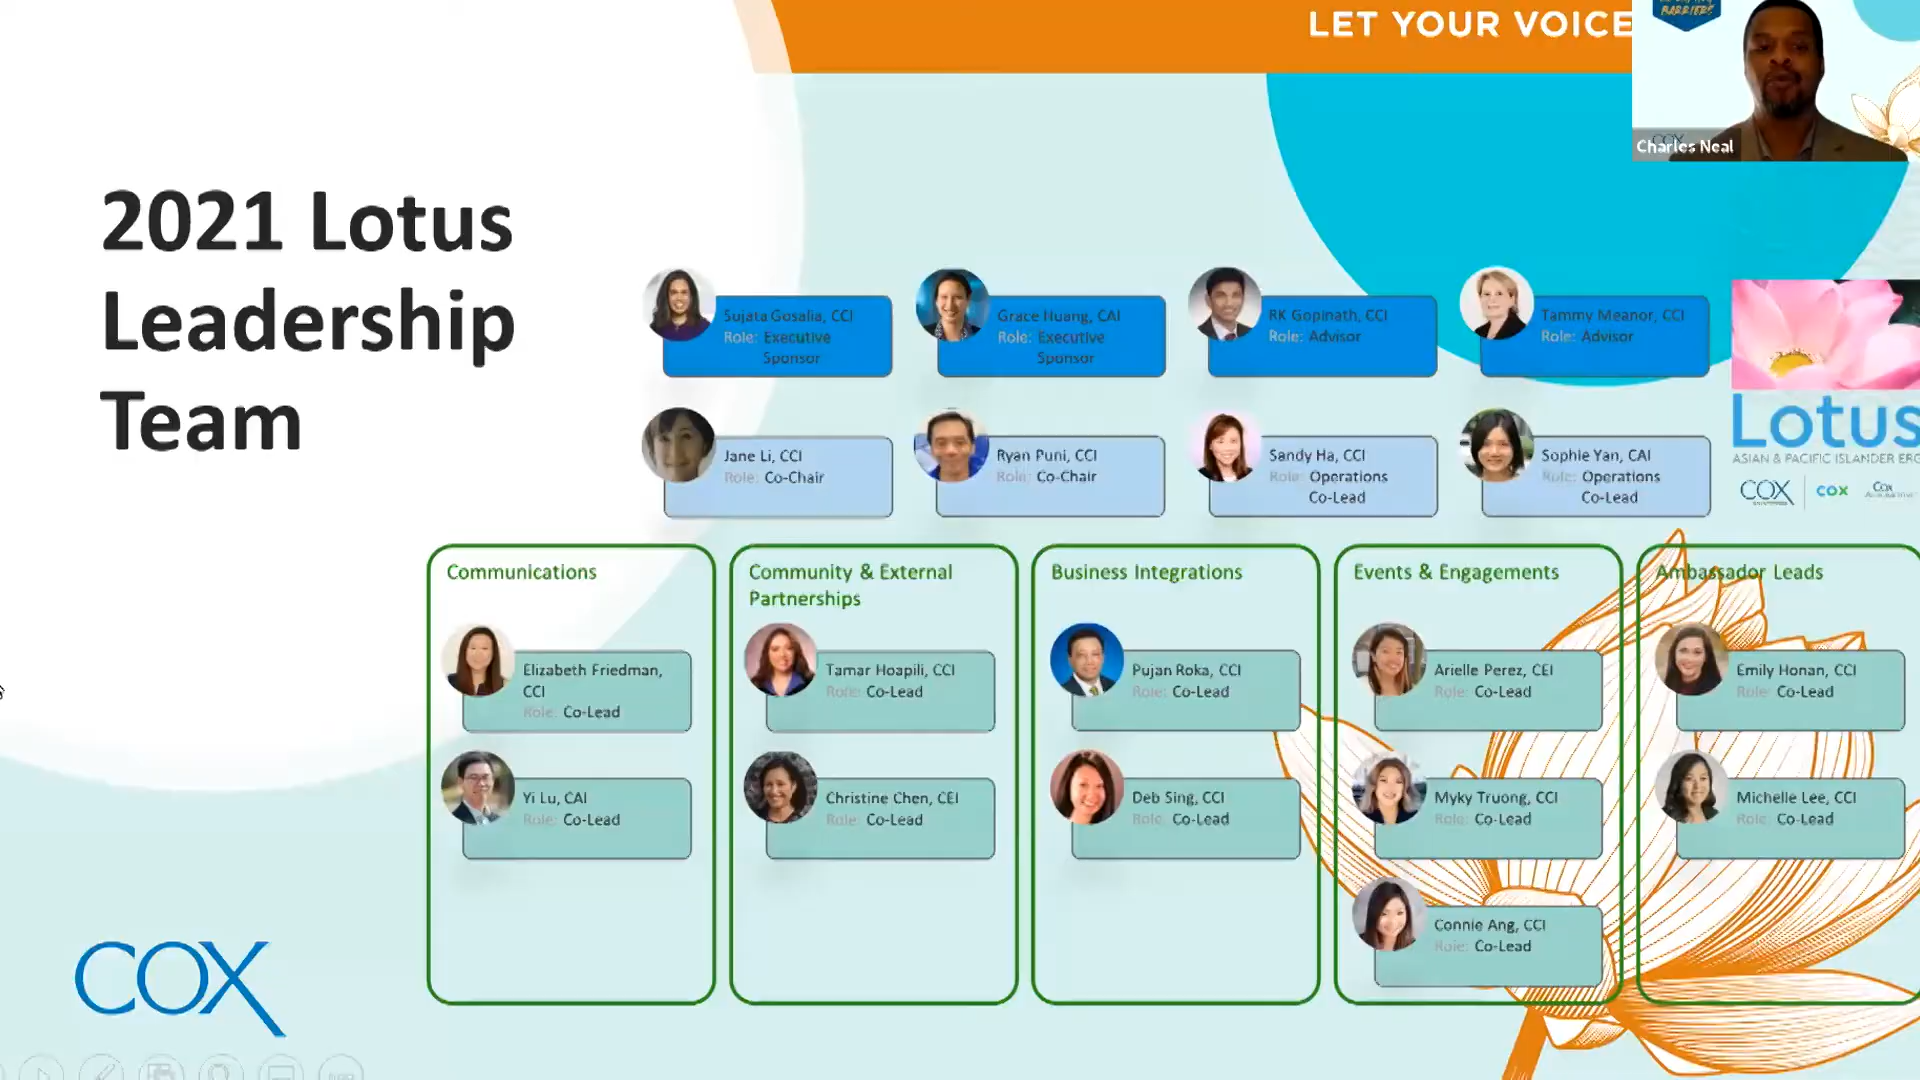 LET YOUR VOICE
BARRIERS
Charles Neal
2021 Lotus
Leadership
Team
Sujata Gosalia, CCI
Role: Executive
Sponsor
Grace Huang, CAI
Role: Executive
Sponsor
RK Gopinath, CCI
Role: Advisor
Tammy Meanor, CCI
Role: Advisor
Jane Li, CCI
Role: Co-Chair
Ryan Puni, CCI
Role: Co-Chair
Sandy Ha, CCI
Role: Operations
Co-Lead
Sophie Yan, CAI
Role: Operations
Co-Lead
Lotus
ASIAN & PACIFIC ISLANDER ERG
COX
COX
Cox
Communications
Elizabeth Friedman,
CCI
Role: Co-Lead
Yi Lu, CAI
Role: Co-Lead
Community & External
Partnerships
Tamar Hoapili, CCI
Role: Co-Lead
Christine Chen, CEI
Role: Co-Lead
Business Integrations
Pujan Roka, CCI
Role: Co-Lead
Deb Sing, CCI
Role: Co-Lead
Events & Engagements
Arielle Perez, CEI
Role: Co-Lead
Myky Truong, CCI
Role: Co-Lead
Connie Ang, CCI
Role: Co-Lead
Ambassador Leads
Emily Honan, CCI
Role: Co-Lead
Michelle Lee, CCI
Role: Co-Lead
COX